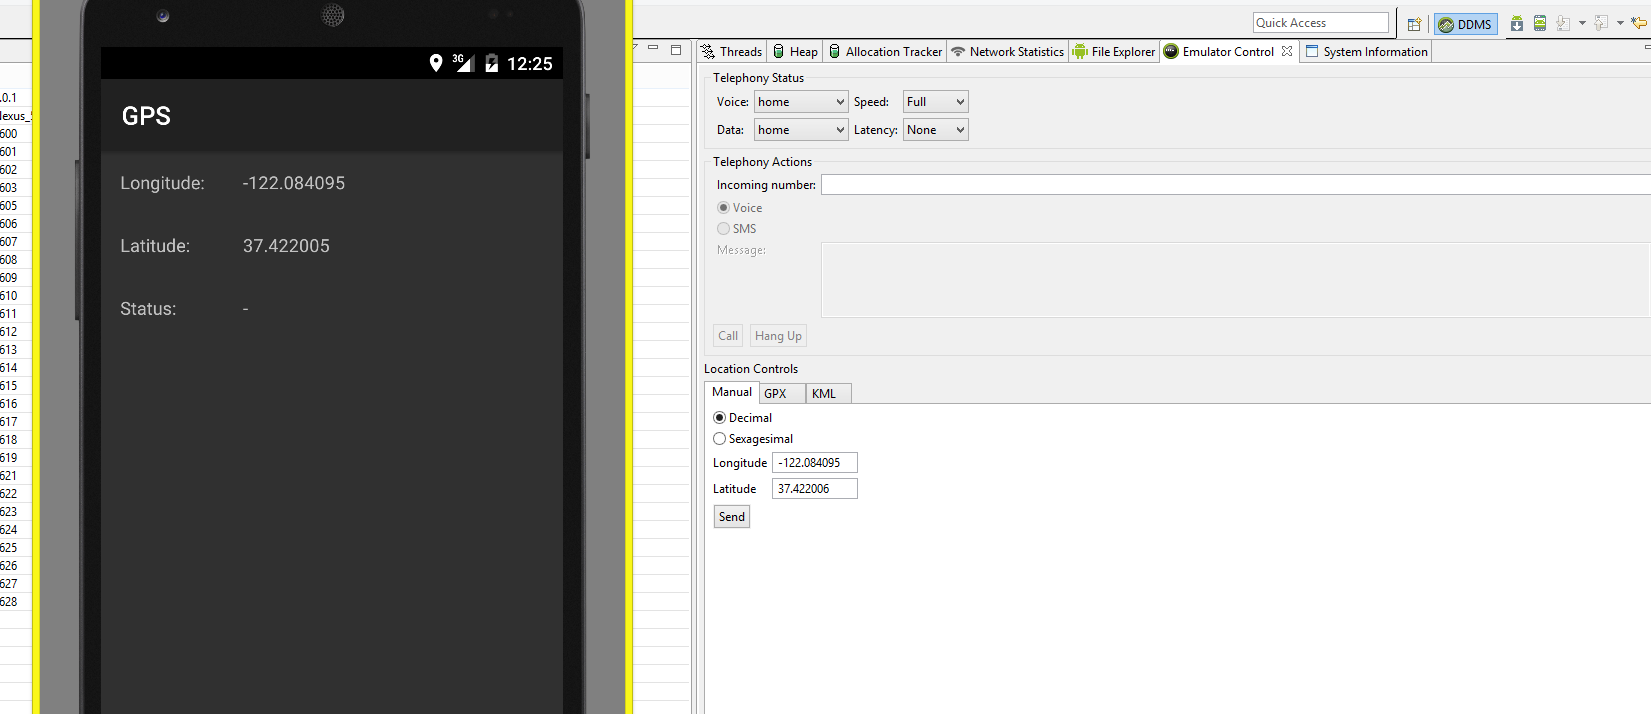 Quick Access
DDMS
Threads Heap Allocation Tracker Network Statistics File Explorer Emulator Control System Information
3G 12:25
GPS
Longitude: -122.084095
Latitude: 37.422005
Status: -
.0.1
600
601
602
603
605
606
607
608
609
610
611
612
613
614
615
616
617
618
619
621
622
623
624
625
626
627
628
Telephony Status
Voice: home Speed: Full
Data: home Latency: None
Telephony Actions
Incoming number:
Voice
SMS
Message:
Call Hang Up
Location Controls
Manual GPX KML
Decimal
Sexagesimal
Longitude -122.084095
Latitude 37.422006
Send